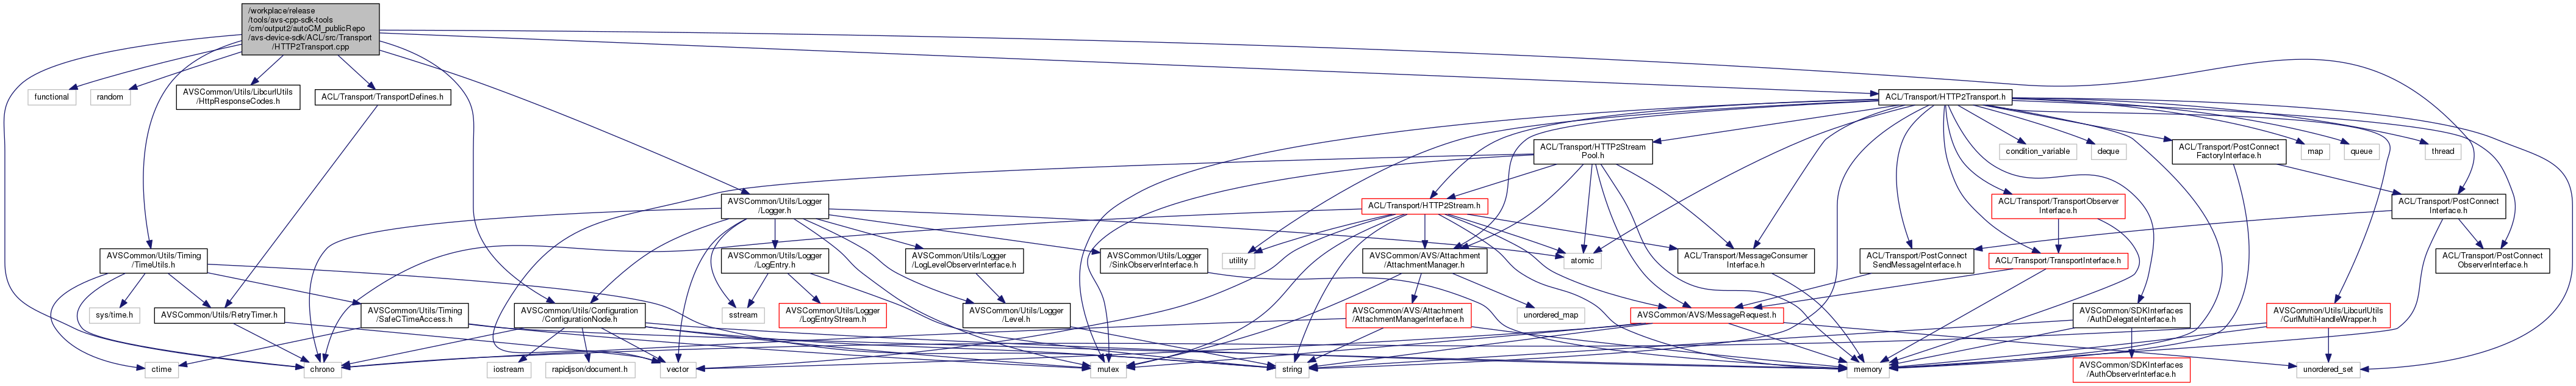 /workplace/release
/tools/avs-cpp-sdk-tools
/cm/output2/autoCM_publicRepo
/avs-device-sdk/ACL/src/Transport
/HTTP2Transport.cpp
functional
random
AVSCommon/Utils/LibcurlUtils
/HttpResponseCodes.h
ACL/Transport/TransportDefines.h
ACL/Transport/HTTP2Transport.h
ACL/Transport/HTTP2Stream
Pool.h
condition_variable
deque
ACL/Transport/PostConnect
FactoryInterface.h
map
queue
thread
AVSCommon/Utils/Logger
/Logger.h
ACL/Transport/HTTP2Stream.h
ACL/Transport/TransportObserver
Interface.h
ACL/Transport/PostConnect
Interface.h
AVSCommon/Utils/Timing
/TimeUtils.h
AVSCommon/Utils/Logger
/LogEntry.h
AVSCommon/Utils/Logger
/LogLevelObserverInterface.h
AVSCommon/Utils/Logger
/SinkObserverInterface.h
utility
AVSCommon/AVS/Attachment
/AttachmentManager.h
atomic
ACL/Transport/MessageConsumer
Interface.h
ACL/Transport/PostConnect
SendMessageInterface.h
ACL/Transport/TransportInterface.h
ACL/Transport/PostConnect
ObserverInterface.h
sys/time.h
AVSCommon/Utils/RetryTimer.h
AVSCommon/Utils/Timing
/SafeCTimeAccess.h
AVSCommon/Utils/Configuration
/ConfigurationNode.h
sstream
AVSCommon/Utils/Logger
/LogEntryStream.h
AVSCommon/Utils/Logger
/Level.h
AVSCommon/AVS/Attachment
/AttachmentManagerInterface.h
unordered_map
AVSCommon/AVS/MessageRequest.h
AVSCommon/SDKInterfaces
/AuthDelegateInterface.h
AVSCommon/Utils/LibcurlUtils
/CurlMultiHandleWrapper.h
ctime
chrono
iostream
rapidjson/document.h
vector
mutex
string
memory
AVSCommon/SDKInterfaces
/AuthObserverInterface.h
unordered_set